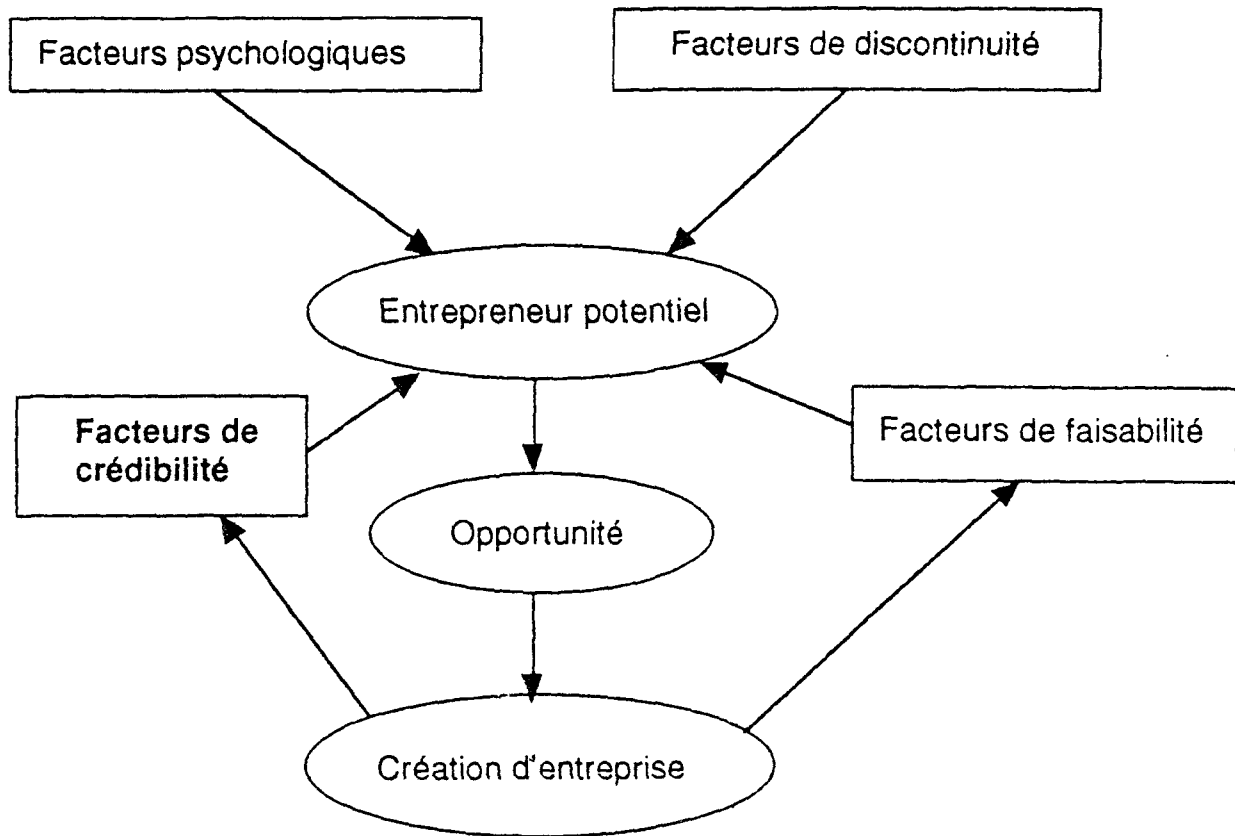 Facteurs psychologiques
Facteurs de discontinuité
Entrepreneur potentiel
Facteurs de
crédibilité
Facteurs de faisabilité
Opportunité
Création d'entreprise